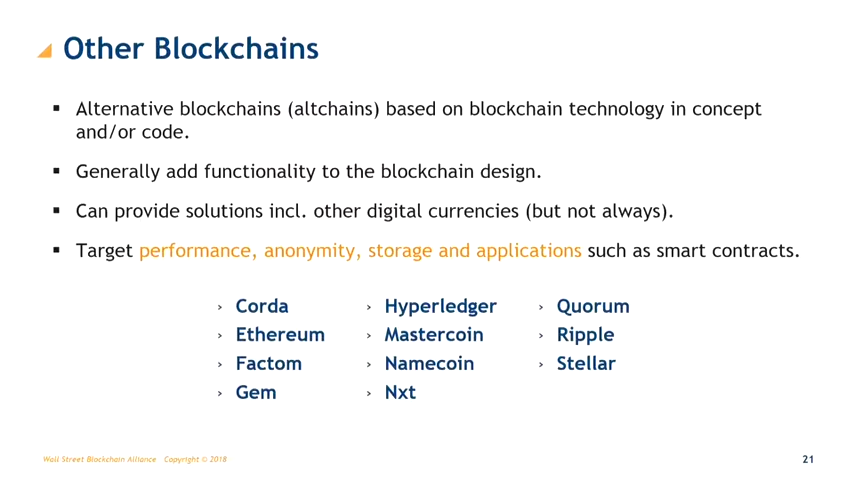 Other Blockchains
▪ Alternative blockchains (altchains) based on blockchain technology in concept
and/or code.
▪ Generally add functionality to the blockchain design.
▪ Can provide solutions incl. other digital currencies (but not always).
▪ Target performance, anonymity, storage and applications such as smart contracts.
› Corda
› Ethereum
› Factom
› Gem
› Hyperledger
› Mastercoin
› Namecoin
› Nxt
› Quorum
› Ripple
› Stellar
Wall Street Blockchain Alliance Copyright © 2018
21